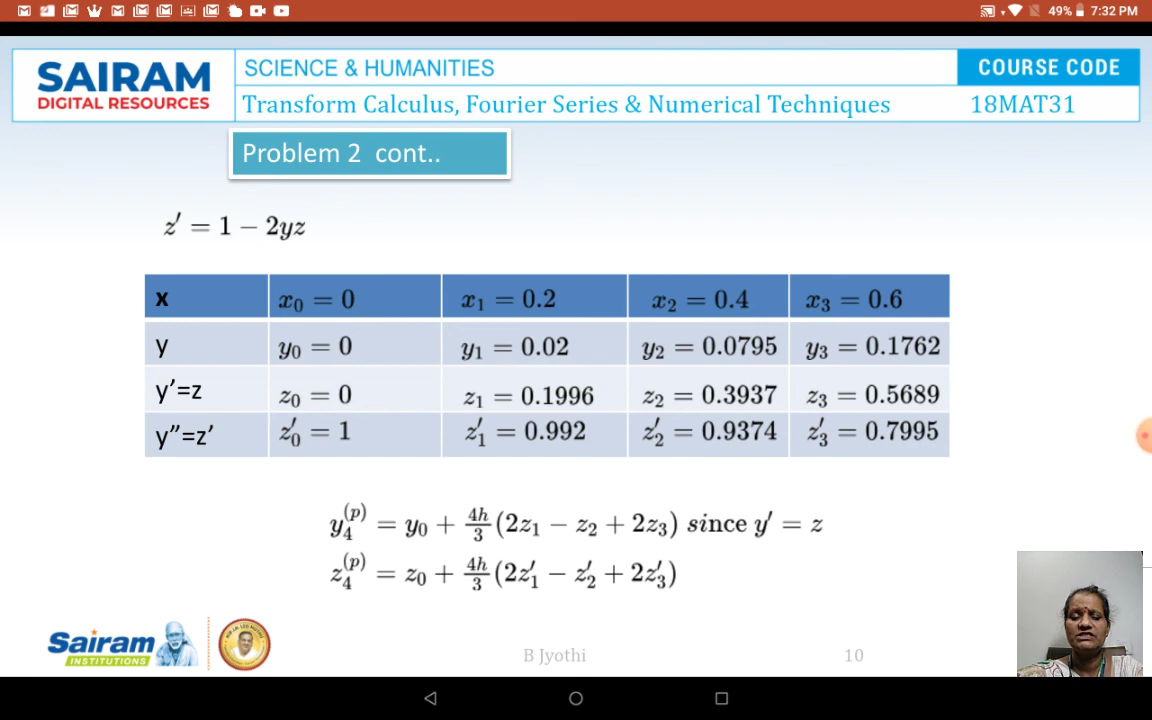 49% 7:32 PM
SAIRAM
DIGITAL RESOURCES
SCIENCE & HUMANITIES
COURSE CODE
Transform Calculus, Fourier Series & Numerical Techniques
18MAT31
Problem 2 cont..
z′ = 1 − 2yz
x x₀ = 0 x₁ = 0.2 x₂ = 0.4 x₃ = 0.6
y y₀ = 0 y₁ = 0.02 y₂ = 0.0795 y₃ = 0.1762
y′=z z₀ = 0 z₁ = 0.1996 z₂ = 0.3937 z₃ = 0.5689
y″=z′ z′₀ = 1 z′₁ = 0.992 z′₂ = 0.9374 z′₃ = 0.7995
y₄⁽ᵖ⁾ = y₀ + 4h/3 (2z₁ − z₂ + 2z₃) since y′ = z
z₄⁽ᵖ⁾ = z₀ + 4h/3 (2z′₁ − z′₂ + 2z′₃)
Sairam
INSTITUTIONS
B Jyothi
10